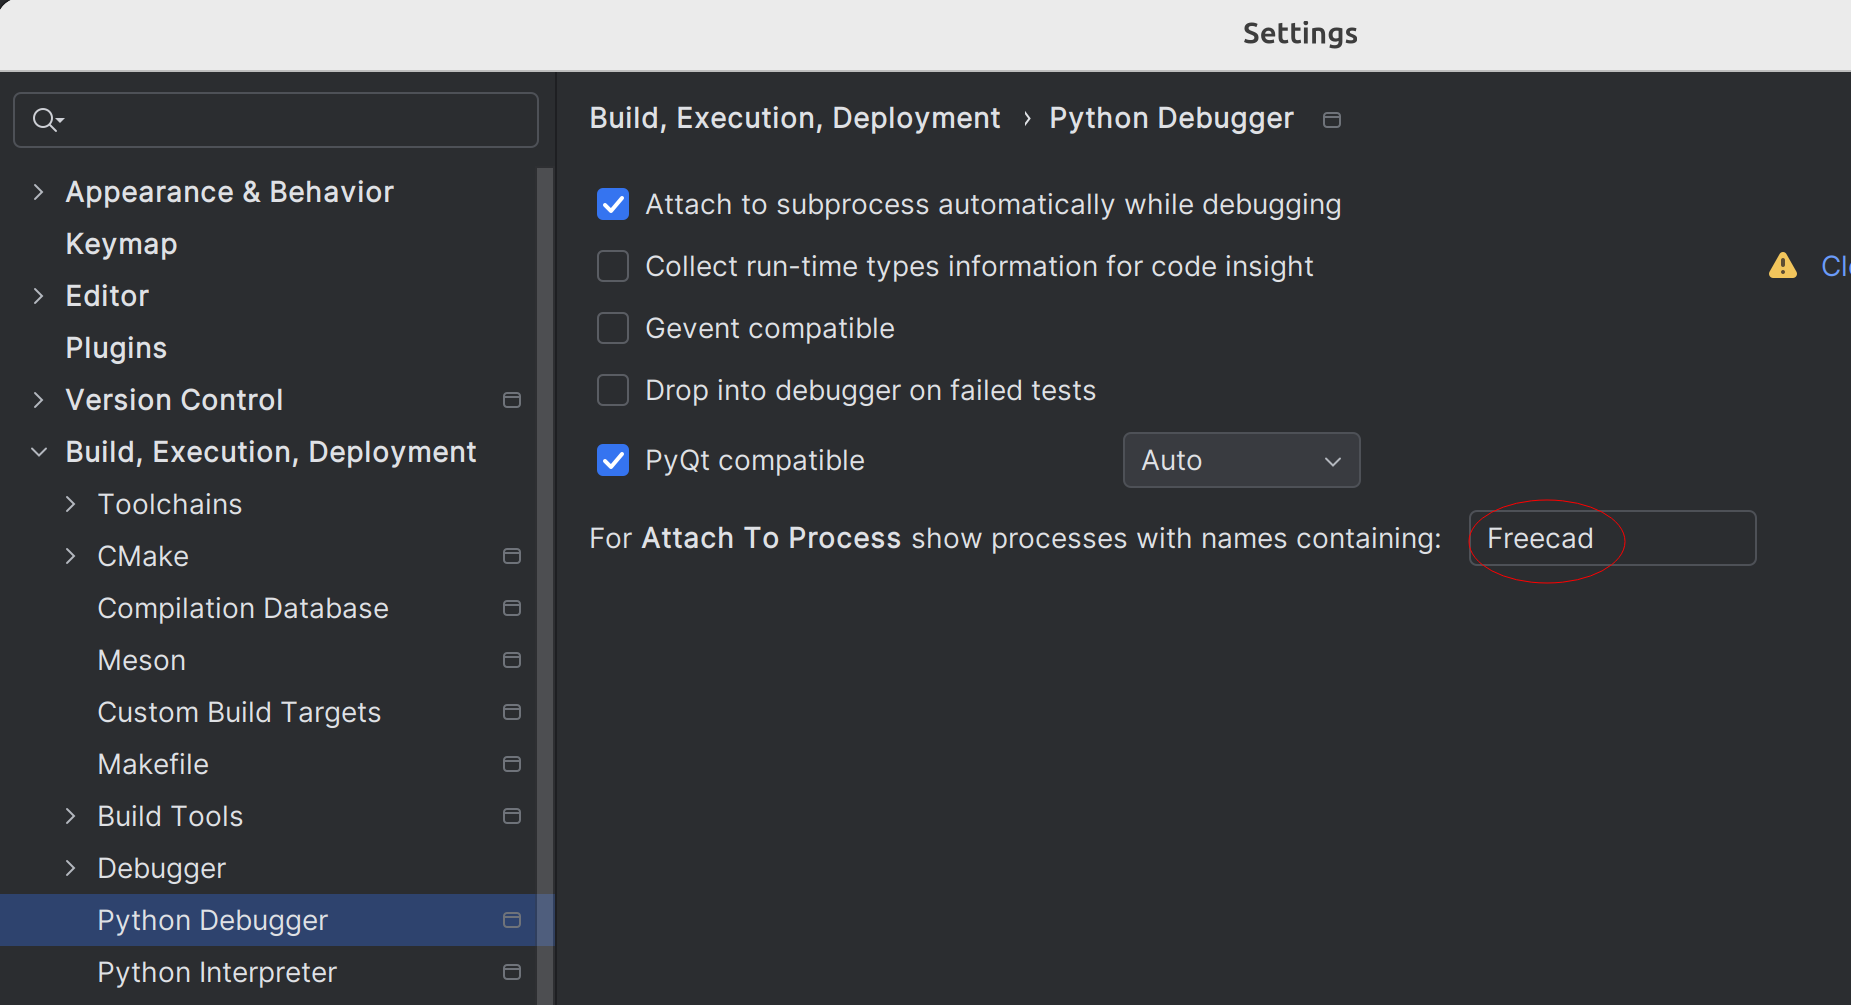 Settings
Build, Execution, Deployment › Python Debugger
Appearance & Behavior
Keymap
Editor
Plugins
Version Control
Build, Execution, Deployment
Toolchains
CMake
Compilation Database
Meson
Custom Build Targets
Makefile
Build Tools
Debugger
Python Debugger
Python Interpreter
Attach to subprocess automatically while debugging
Collect run-time types information for code insight
Gevent compatible
Drop into debugger on failed tests
PyQt compatible Auto
For Attach To Process show processes with names containing: Freecad